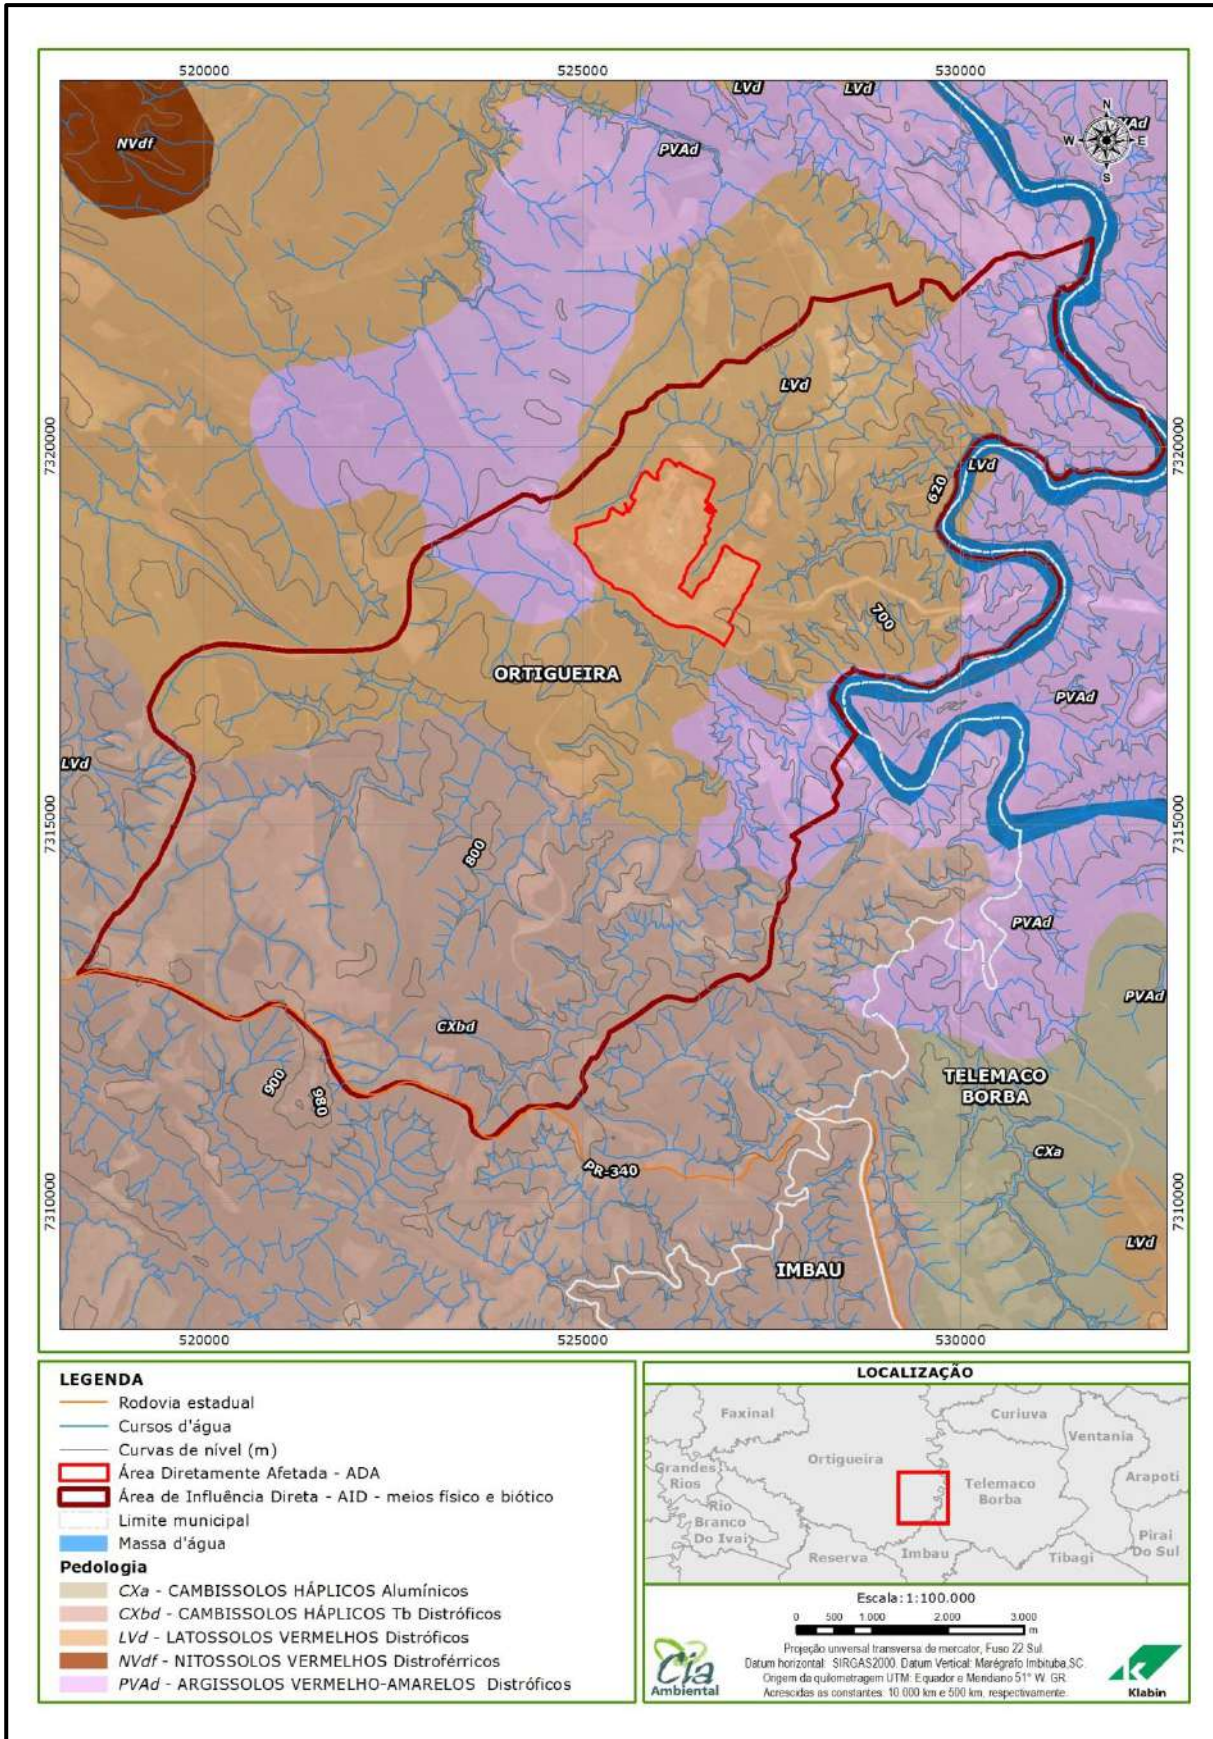 520000
525000
530000
LVd
LVd
NVdf
PVAd
N
W
E
S
LVd
7320000
7320000
LVd
620
700
ORTIGUEIRA
PVAd
LVd
7315000
7315000
800
PVAd
PVAd
CXbd
900
980
TELEMACO
BORBA
CXa
PR-340
7310000
7310000
LVd
IMBAU
520000
525000
530000
LEGENDA
Rodovia estadual
Cursos d'água
Curvas de nível (m)
Área Diretamente Afetada - ADA
Área de Influência Direta - AID - meios físico e biótico
Limite municipal
Massa d'água
Pedologia
CXa - CAMBISSOLOS HÁPLICOS Alumínicos
CXbd - CAMBISSOLOS HÁPLICOS Tb Distróficos
LVd - LATOSSOLOS VERMELHOS Distróficos
NVdf - NITOSSOLOS VERMELHOS Distroférricos
PVAd - ARGISSOLOS VERMELHO-AMARELOS Distróficos
LOCALIZAÇÃO
Faxinal
Curiuva
Ventania
Ortigueira
Grandes
Rios
Telemaco
Borba
Arapoti
Rio
Branco
Do Ivai
Pirai
Do Sul
Reserva
Imbau
Tibagi
Escala: 1:100.000
0 500 1.000 2.000 3.000
m
Projeção universal transversa de mercator, Fuso 22 Sul.
Datum horizontal: SIRGAS2000. Datum Vertical: Marégrafo Imbituba,SC.
Origem da quilometragem UTM: Equador e Meridiano 51° W. GR.
Acrescidas as constantes: 10.000 km e 500 km, respectivamente.
Cia
Ambiental
Klabin